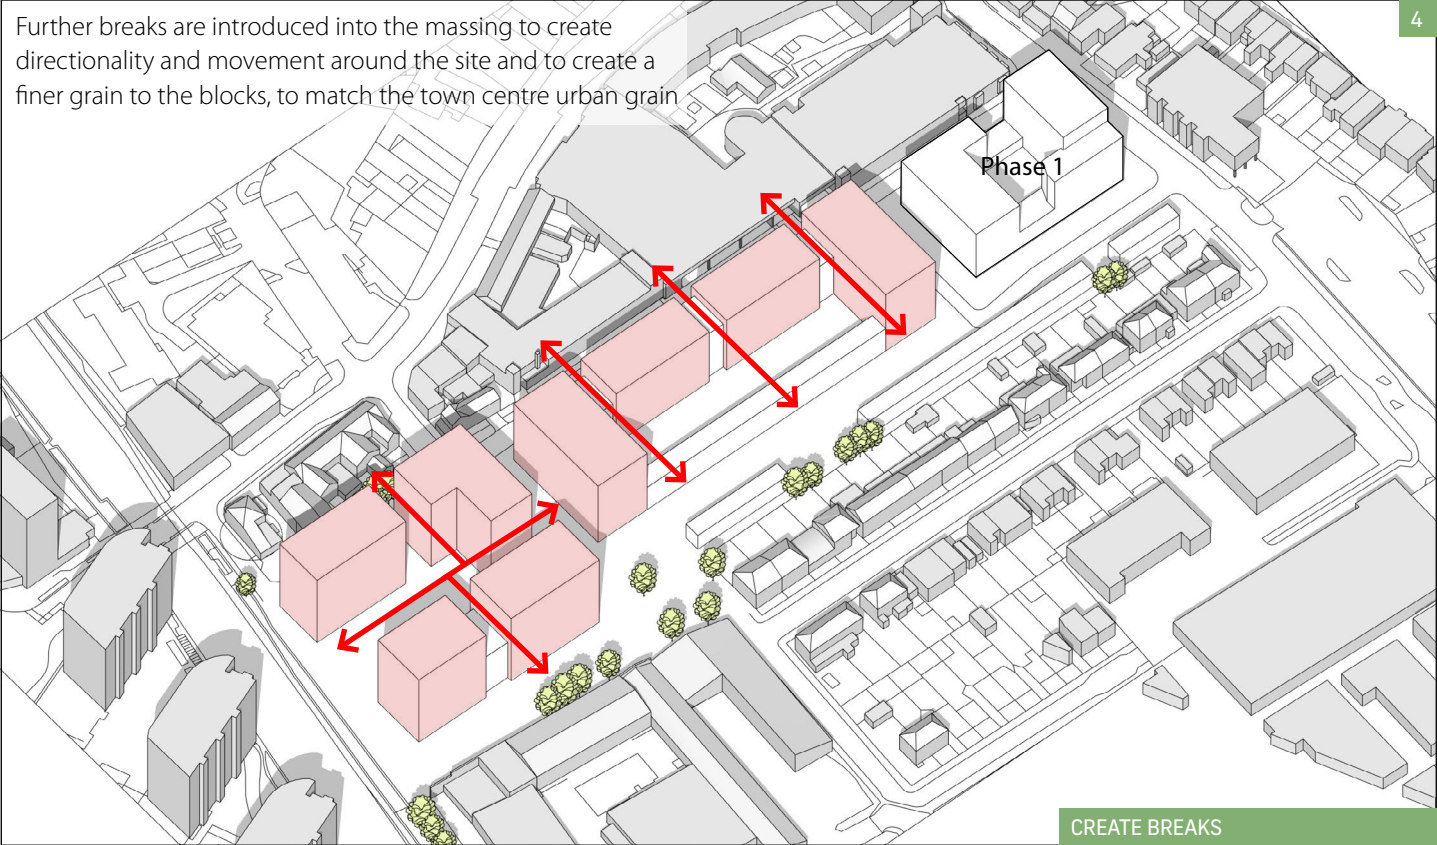 Further breaks are introduced into the massing to create
directionality and movement around the site and to create a
finer grain to the blocks, to match the town centre urban grain
4
Phase 1
CREATE BREAKS